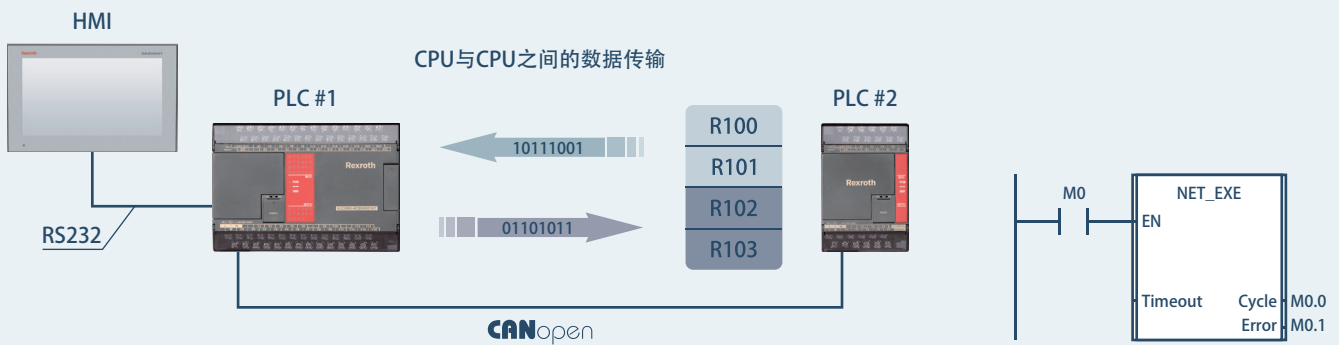 HMI
CPU与CPU之间的数据传输
PLC #1
PLC #2
Rexroth
Rexroth
Rexroth
10111001
01101011
R100
R101
R102
R103
RS232
CANopen
M0
NET_EXE
EN
Timeout
Cycle
M0.0
Error
M0.1